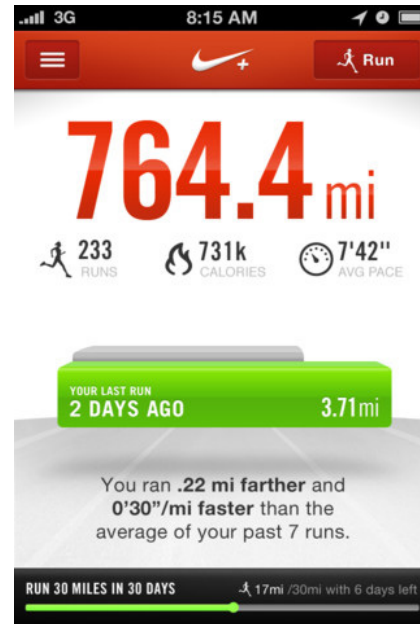 3G 8:15 AM
+ Run
764.4 mi
233 731k 7'42"
RUNS CALORIES AVG PACE
YOUR LAST RUN
2 DAYS AGO 3.71mi
You ran .22 mi farther and
0'30"/mi faster than the
average of your past 7 runs.
RUN 30 MILES IN 30 DAYS 17mi /30mi with 6 days left